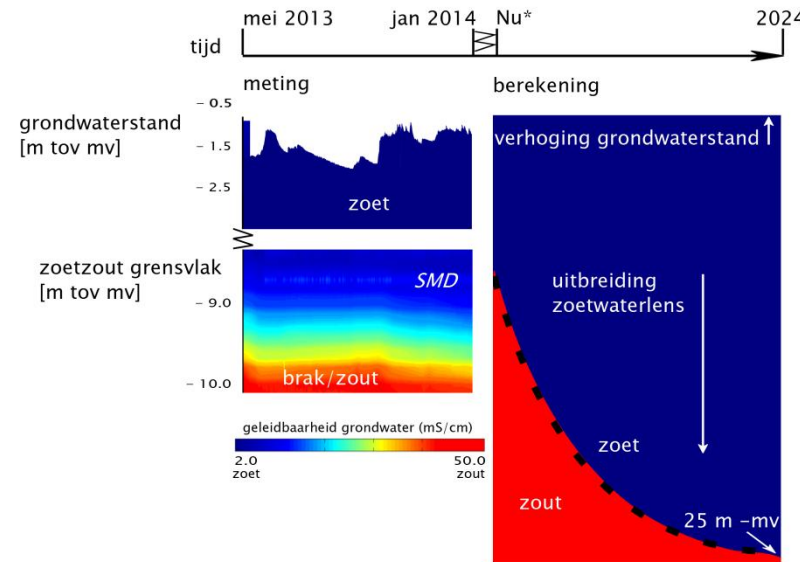 mei 2013
jan 2014
Nu*
2024
tijd
meting
berekening
grondwaterstand
[m tov mv]
- 0.5
- 1.5
- 2.5
zoet
verhoging grondwaterstand
zoetzout grensvlak
[m tov mv]
- 9.0
- 10.0
SMD
brak/zout
uitbreiding
zoetwaterlens
geleidbaarheid grondwater (mS/cm)
2.0
zoet
50.0
zout
zoet
zout
25 m -mv